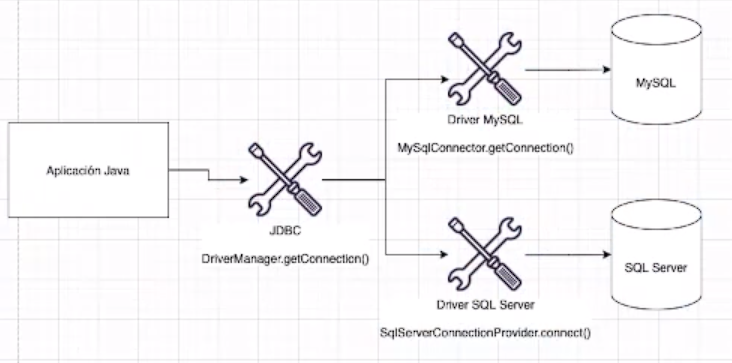 Aplicación Java
JDBC
DriverManager.getConnection()
Driver MySQL
MySqlConnector.getConnection()
MySQL
Driver SQL Server
SqlServerConnectionProvider.connect()
SQL Server